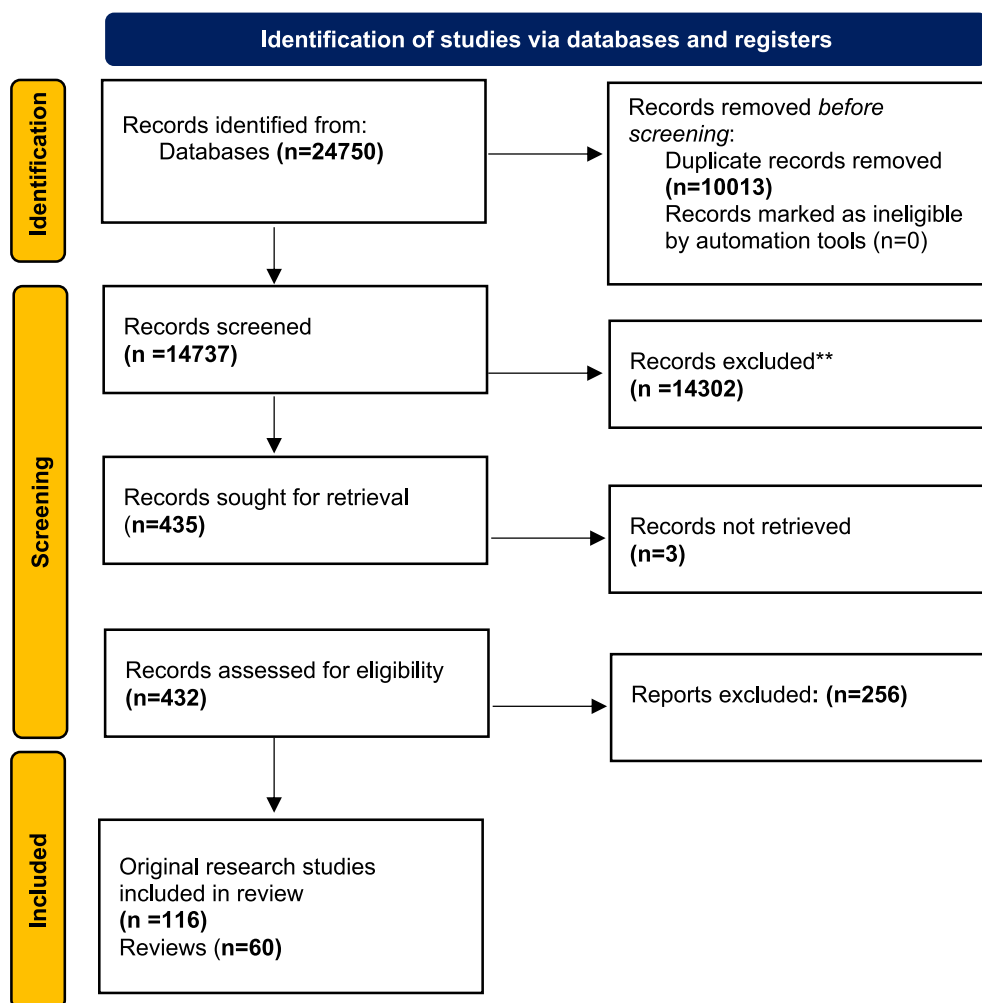 Identification of studies via databases and registers
Identification
Records identified from:
Databases (n=24750)
Records removed before
screening:
Duplicate records removed
(n=10013)
Records marked as ineligible
by automation tools (n=0)
Screening
Records screened
(n =14737)
Records excluded**
(n =14302)
Records sought for retrieval
(n=435)
Records not retrieved
(n=3)
Records assessed for eligibility
(n=432)
Reports excluded: (n=256)
Included
Original research studies
included in review
(n =116)
Reviews (n=60)